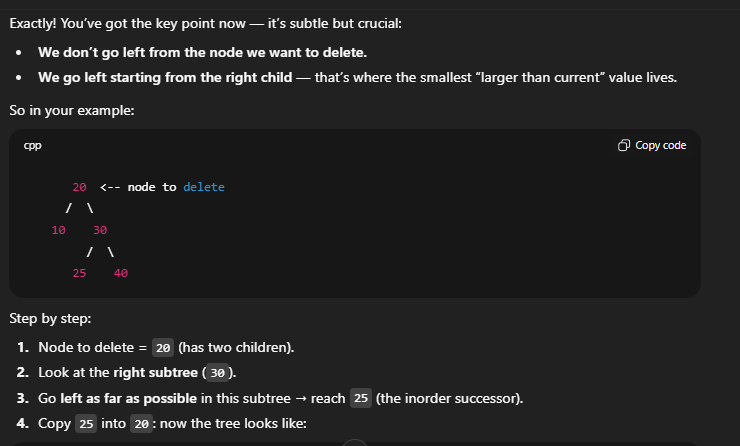 Exactly! You’ve got the key point now — it’s subtle but crucial:
• We don’t go left from the node we want to delete.
• We go left starting from the right child — that’s where the smallest “larger than current” value lives.
So in your example:
cpp Copy code
20 <-- node to delete
/ \
10 30
/ \
25 40
Step by step:
1. Node to delete = 20 (has two children).
2. Look at the right subtree ( 30 ).
3. Go left as far as possible in this subtree → reach 25 (the inorder successor).
4. Copy 25 into 20 : now the tree looks like: